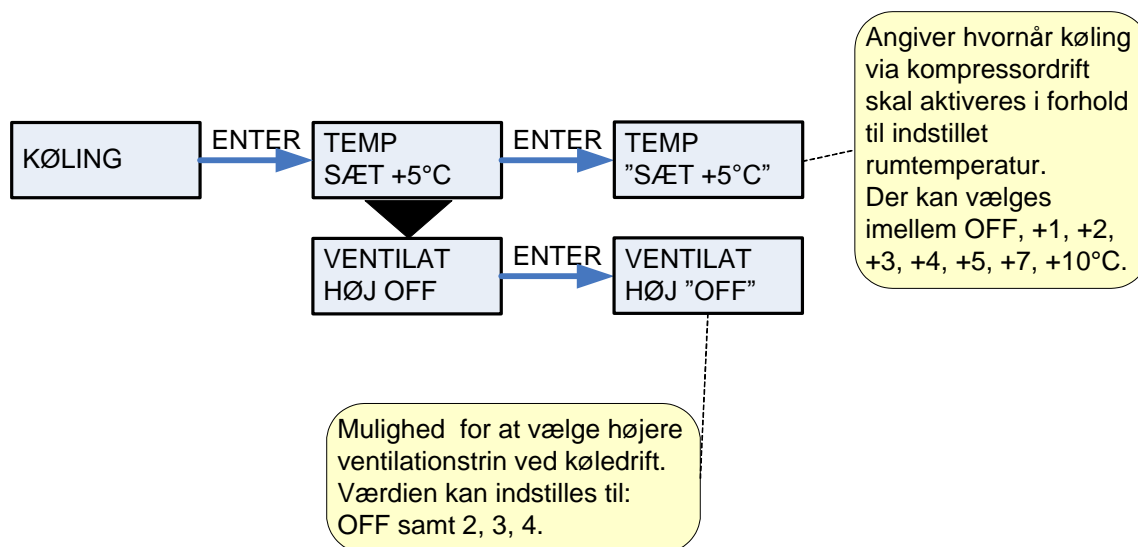 Angiver hvornår køling
via kompressordrift
skal aktiveres i forhold
til indstillet
rumtemperatur.
Der kan vælges
imellem OFF, +1, +2,
+3, +4, +5, +7, +10°C.
KØLING
ENTER
TEMP
SÆT +5°C
ENTER
TEMP
”SÆT +5°C”
VENTILAT
HØJ OFF
ENTER
VENTILAT
HØJ ”OFF”
Mulighed for at vælge højere
ventilationstrin ved køledrift.
Værdien kan indstilles til:
OFF samt 2, 3, 4.